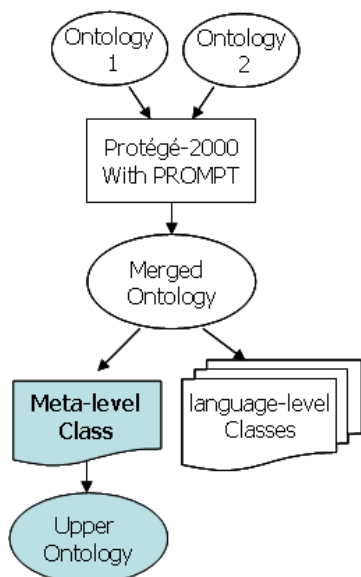 Ontology
1
Ontology
2
Protégé-2000
With PROMPT
Merged
Ontology
Meta-level
Class
language-level
Classes
Upper
Ontology